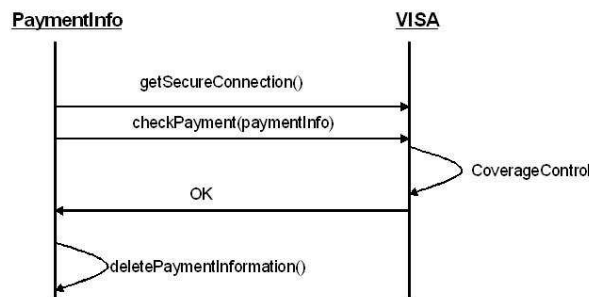 PaymentInfo
VISA
getSecureConnection()
checkPayment(paymentInfo)
CoverageControl
OK
deletePaymentInformation()